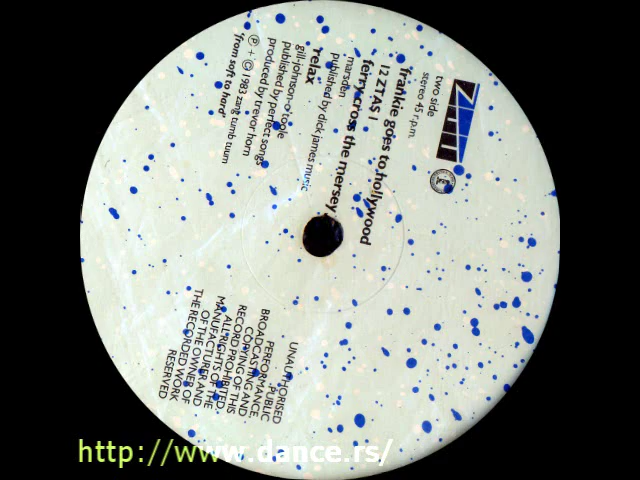 two-side
stereo 45 r.p.m
frankie goes to hollywood
12 ZTAS 1
ferry cross the mersey
marsden
published by dick james music
relax
gill-johnson-o'toole
published by perfect songs
produced by trevor horn
℗ + © 1983 zang tumb tuum
'from soft to hard'
UNAUTHORISED
PUBLIC
PERFORMANCE
BROADCASTING AND
COPYING OF THIS
RECORD PROHIBITED.
ALL RIGHTS OF THE
MANUFACTURER
OF THE OWNER AND
THE RECORDED WORK
RESERVED
http://www.dance.rs/